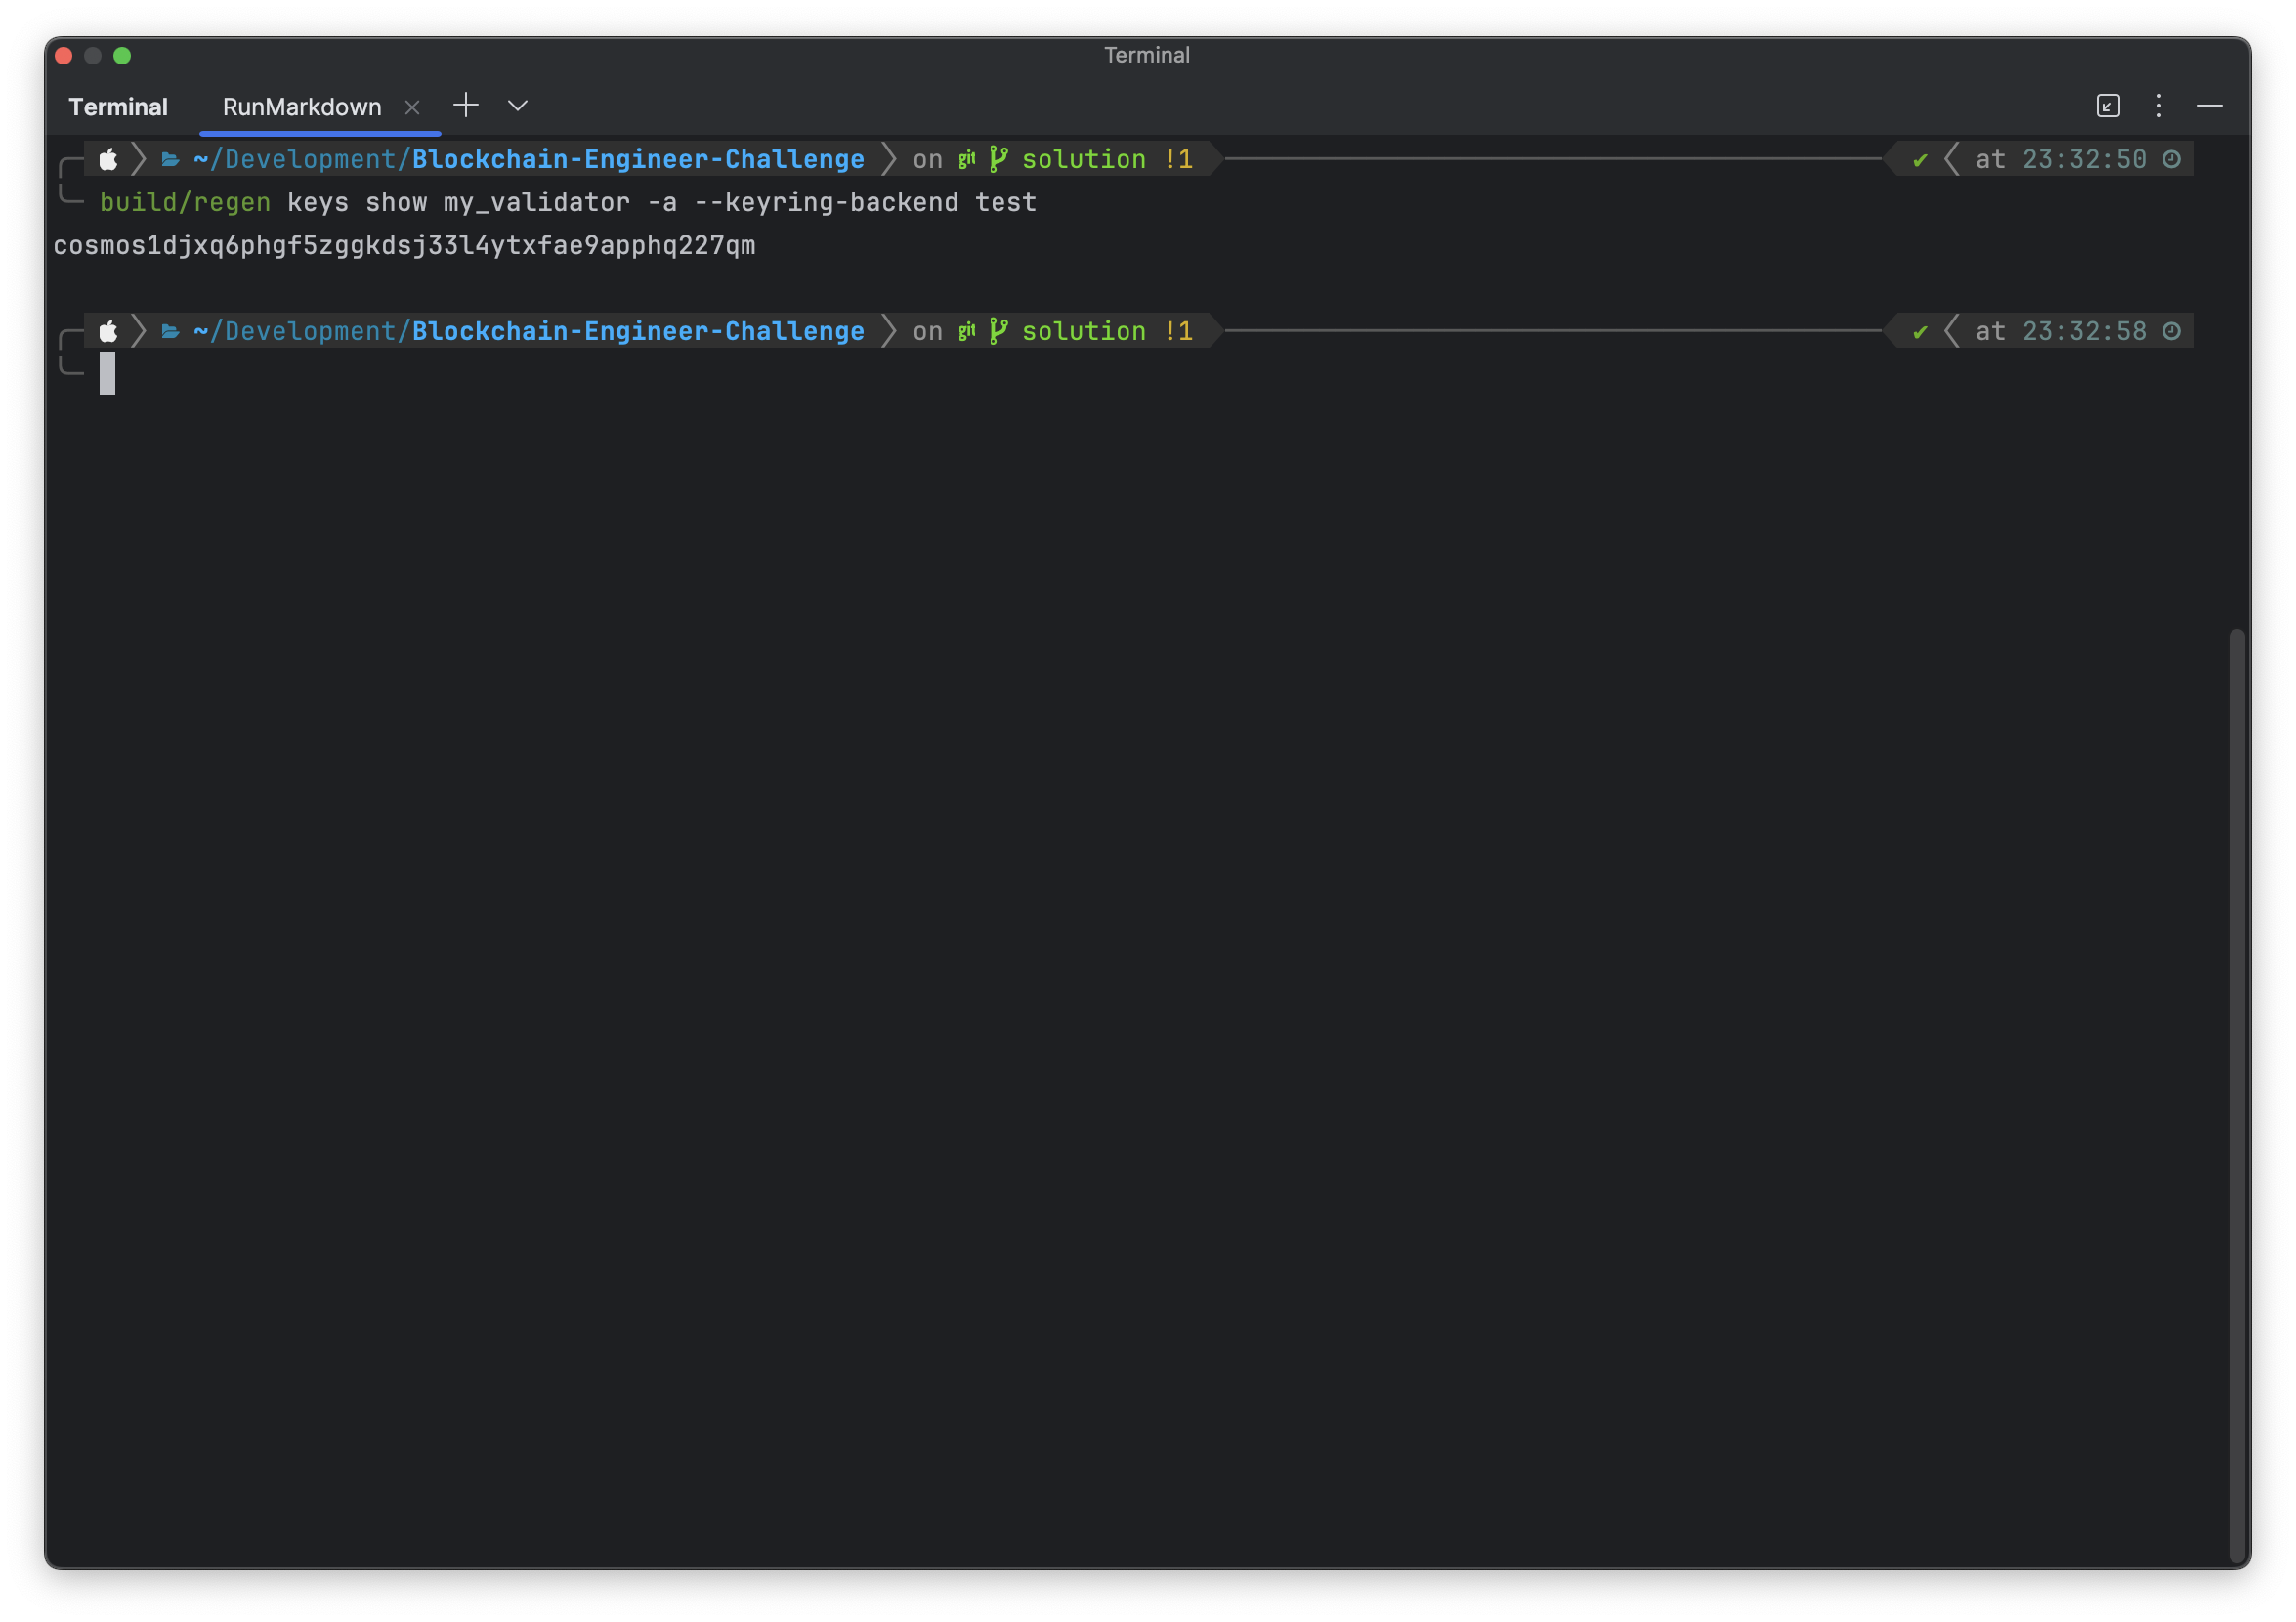 Terminal
Terminal RunMarkdown
~/Development/Blockchain-Engineer-Challenge on git solution !1 ✔ at 23:32:50
build/regen keys show my_validator -a --keyring-backend test
cosmos1djxq6phgf5zggkdsj33l4ytxfae9apphq227qm
~/Development/Blockchain-Engineer-Challenge on git solution !1 ✔ at 23:32:58